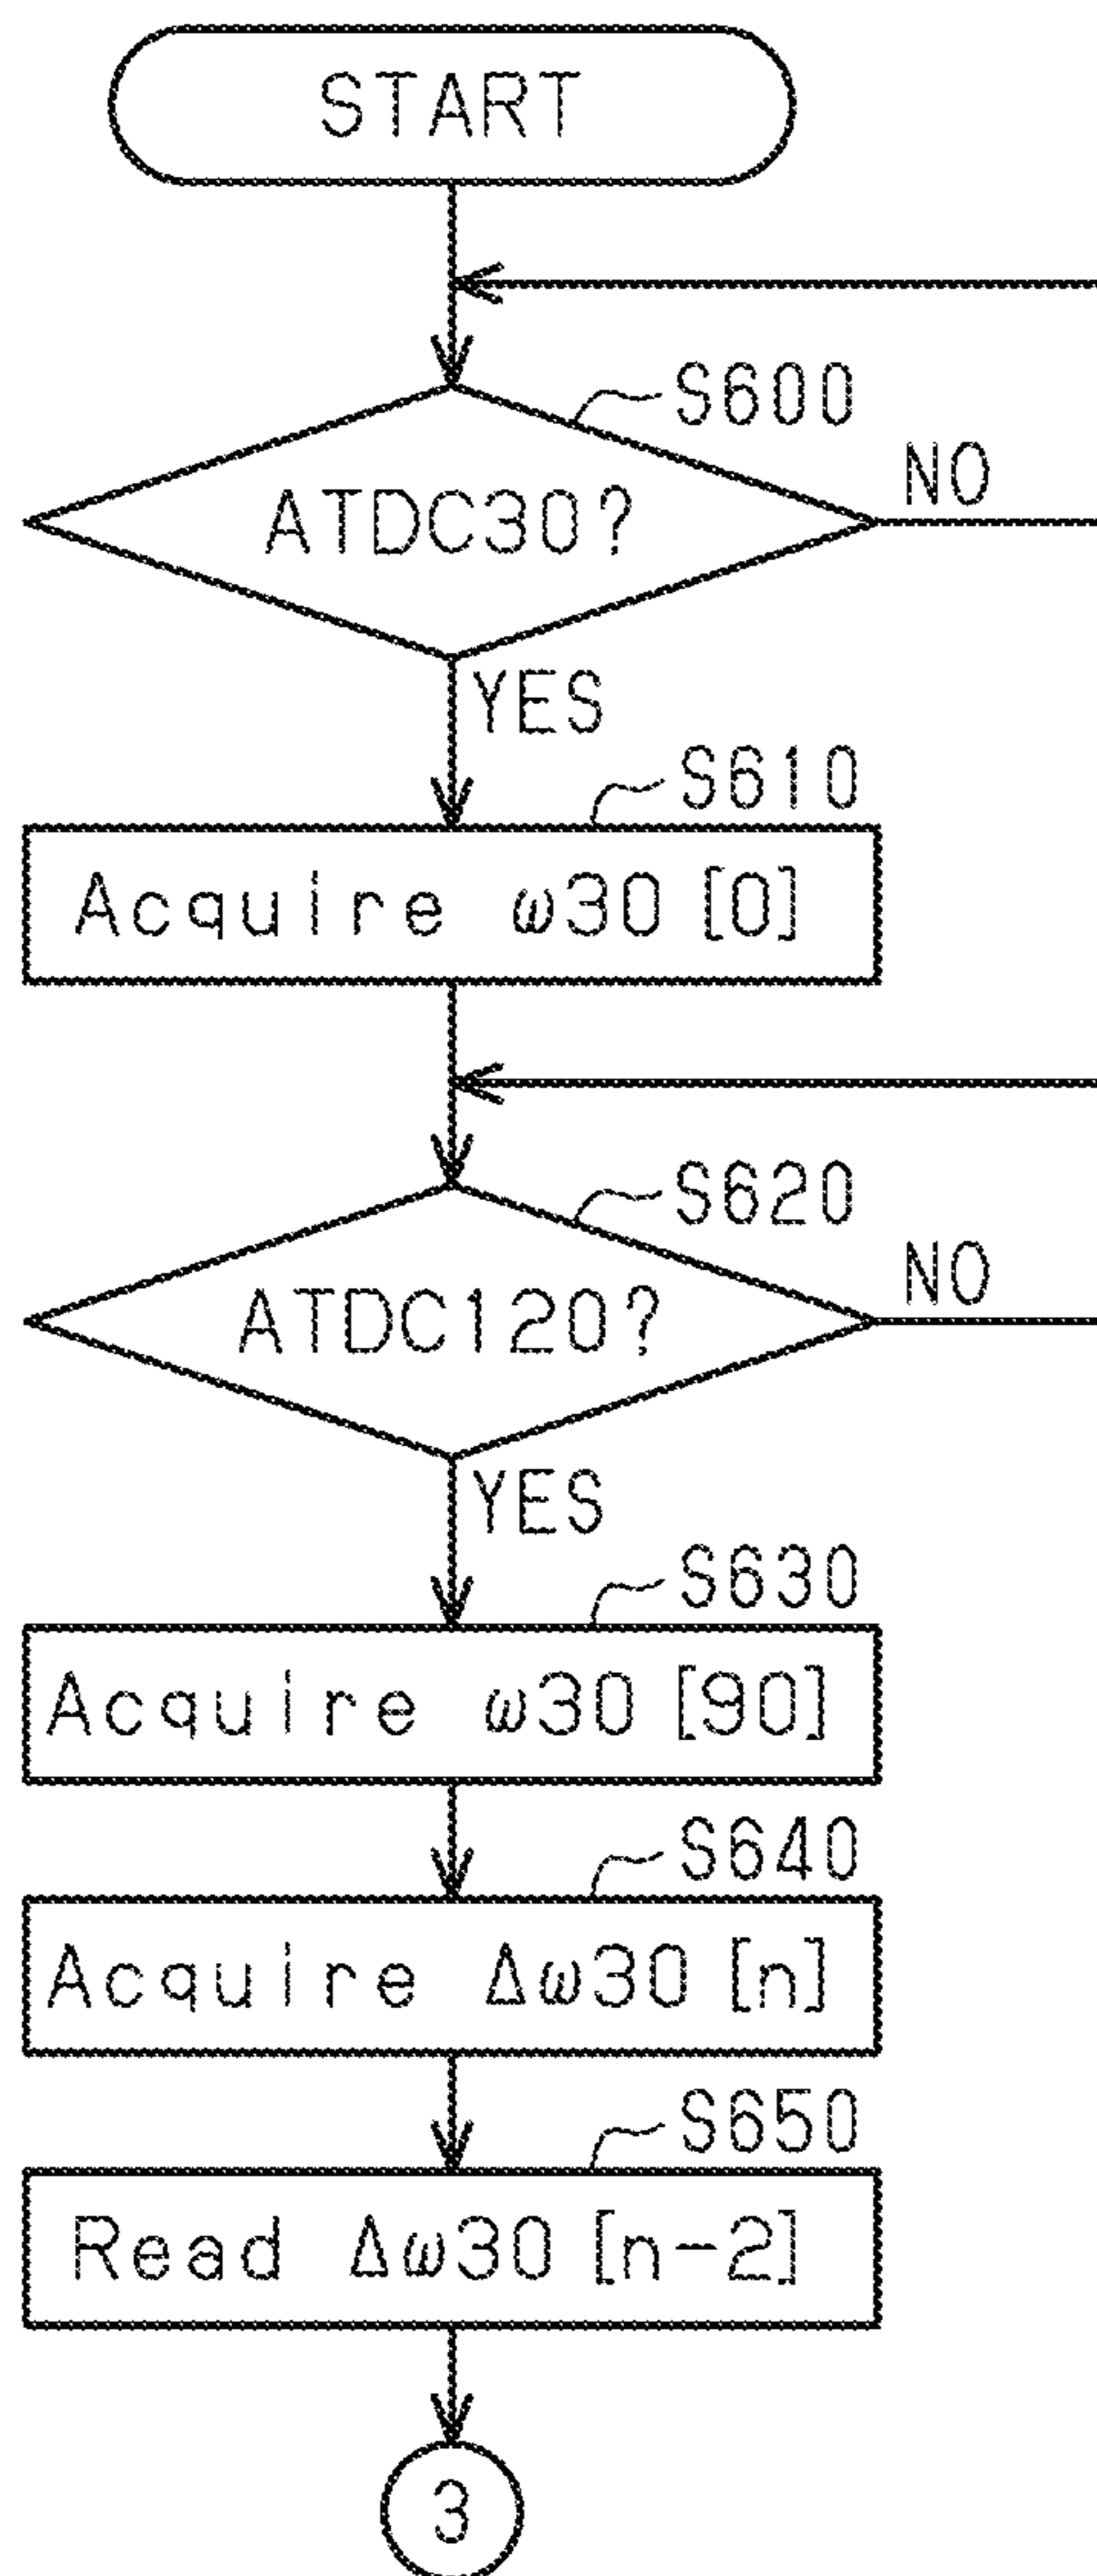 START
S600
ATDC30?
NO
YES
S610
Acquire ω30 [0]
S620
ATDC120?
NO
YES
S630
Acquire ω30 [90]
S640
Acquire Δω30 [n]
S650
Read Δω30 [n-2]
3